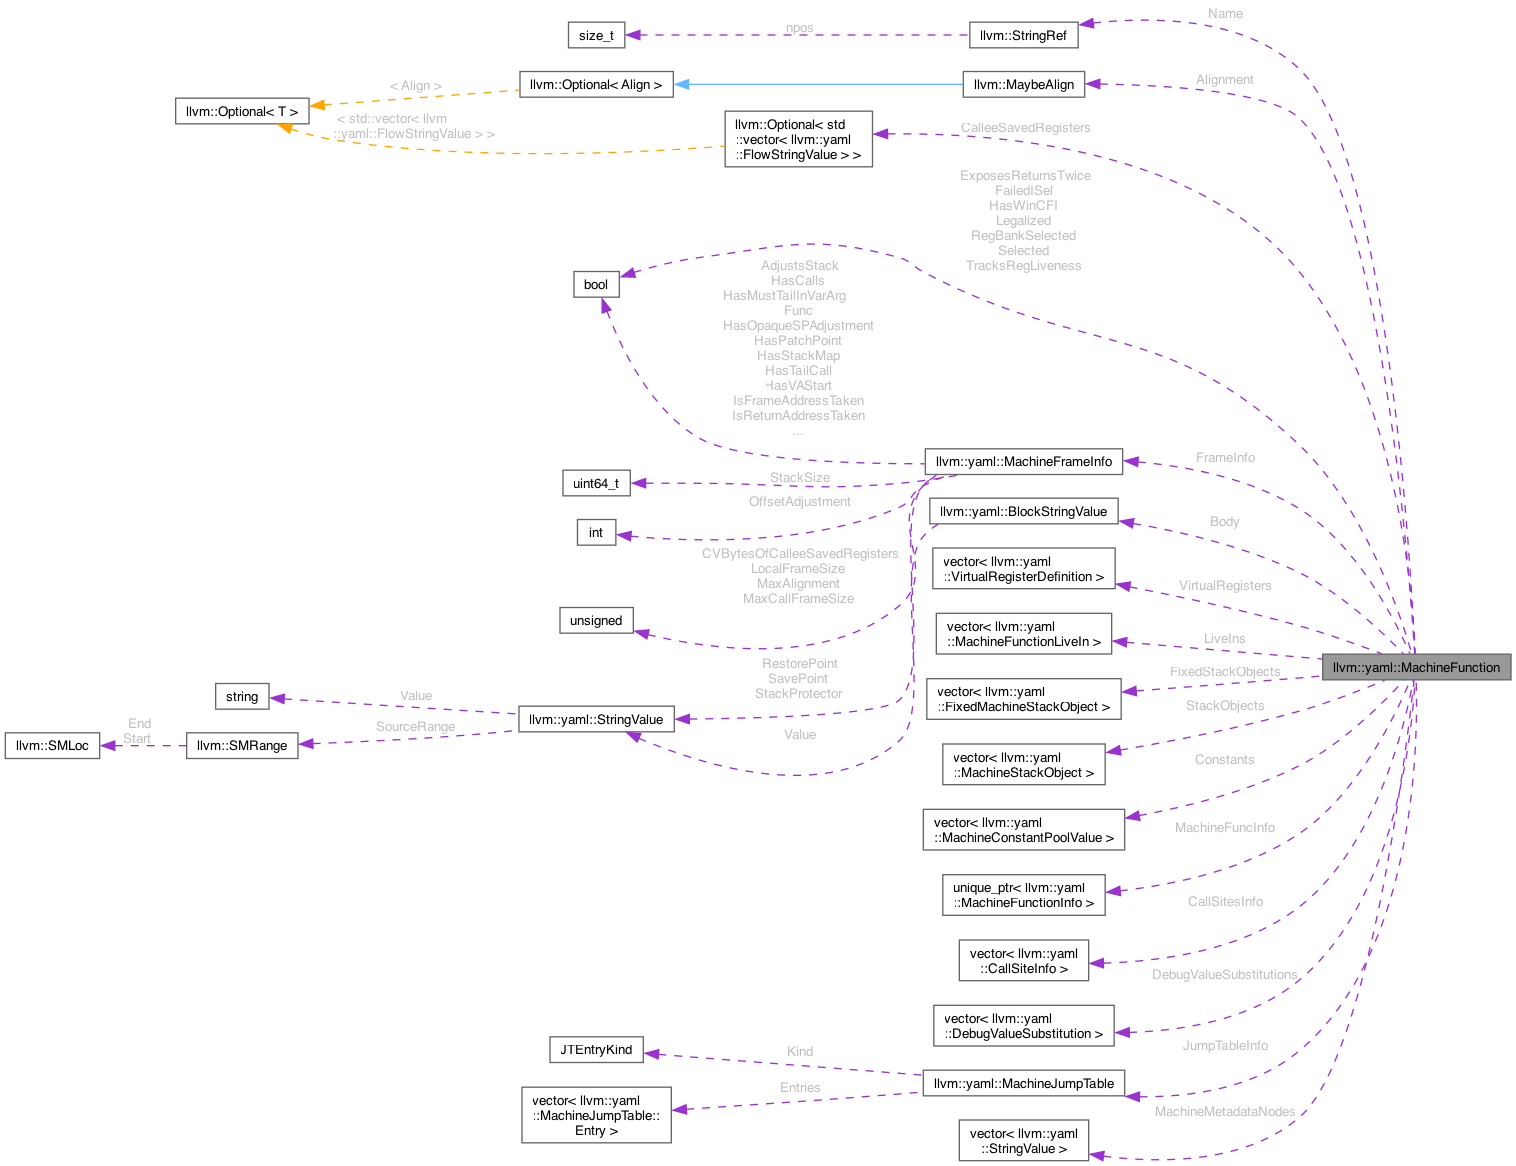 Name
size_t
npos
llvm::StringRef
< Align >
llvm::Optional< Align >
llvm::MaybeAlign
Alignment
llvm::Optional< T >
< std::vector< llvm
::yaml::FlowStringValue > >
llvm::Optional< std
::vector< llvm::yaml
::FlowStringValue > >
CalleeSavedRegisters
ExposesReturnsTwice
FailedISel
HasWinCFI
Legalized
RegBankSelected
Selected
TracksRegLiveness
bool
AdjustsStack
HasCalls
HasMustTailInVarArg
Func
HasOpaqueSPAdjustment
HasPatchPoint
HasStackMap
HasTailCall
HasVAStart
IsFrameAddressTaken
IsReturnAddressTaken
...
llvm::yaml::MachineFrameInfo
FrameInfo
uint64_t
StackSize
OffsetAdjustment
int
llvm::yaml::BlockStringValue
Body
CVBytesOfCalleeSavedRegisters
LocalFrameSize
MaxAlignment
MaxCallFrameSize
vector< llvm::yaml
::VirtualRegisterDefinition >
VirtualRegisters
unsigned
vector< llvm::yaml
::MachineFunctionLiveIn >
LiveIns
llvm::yaml::MachineFunction
RestorePoint
SavePoint
StackProtector
vector< llvm::yaml
::FixedMachineStackObject >
FixedStackObjects
string
Value
llvm::yaml::StringValue
StackObjects
End
Start
SourceRange
Value
llvm::SMLoc
llvm::SMRange
vector< llvm::yaml
::MachineStackObject >
Constants
vector< llvm::yaml
::MachineConstantPoolValue >
MachineFuncInfo
unique_ptr< llvm::yaml
::MachineFunctionInfo >
CallSitesInfo
vector< llvm::yaml
::CallSiteInfo >
DebugValueSubstitutions
vector< llvm::yaml
::DebugValueSubstitution >
JTEntryKind
Kind
JumpTableInfo
llvm::yaml::MachineJumpTable
Entries
vector< llvm::yaml
::MachineJumpTable::
Entry >
MachineMetadataNodes
vector< llvm::yaml
::StringValue >